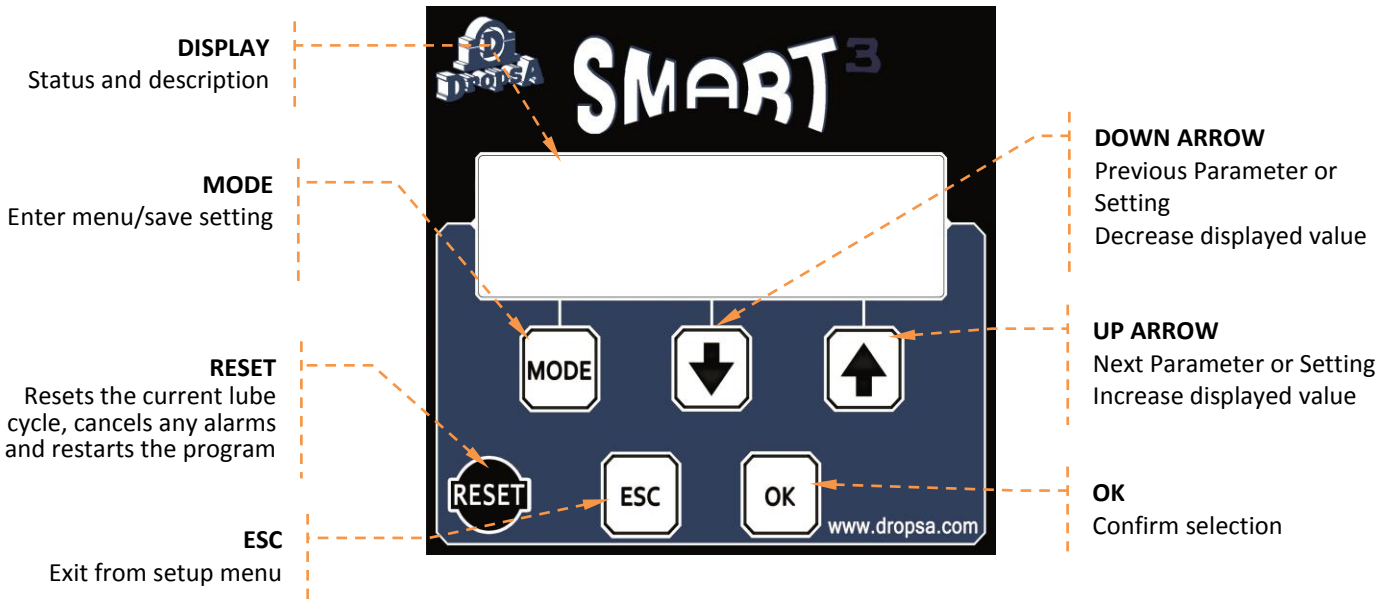 DISPLAY
Status and description
MODE
Enter menu/save setting
RESET
Resets the current lube
cycle, cancels any alarms
and restarts the program
ESC
Exit from setup menu
D
DropsA
SMART3
MODE
RESET
ESC
OK
www.dropsa.com
DOWN ARROW
Previous Parameter or
Setting
Decrease displayed value
UP ARROW
Next Parameter or Setting
Increase displayed value
OK
Confirm selection